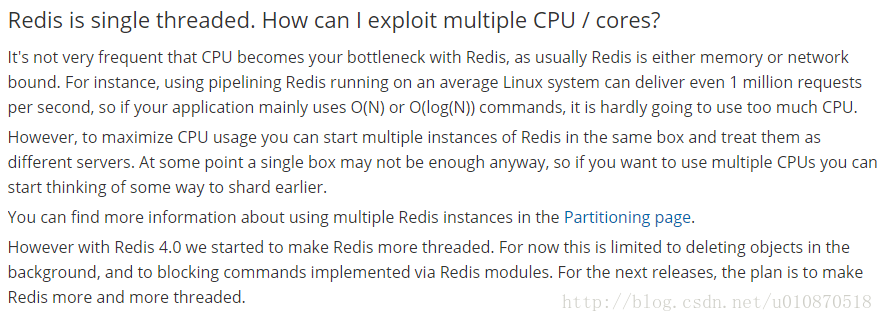 Redis is single threaded. How can I exploit multiple CPU / cores?
It's not very frequent that CPU becomes your bottleneck with Redis, as usually Redis is either memory or network
bound. For instance, using pipelining Redis running on an average Linux system can deliver even 1 million requests
per second, so if your application mainly uses O(N) or O(log(N)) commands, it is hardly going to use too much CPU.
However, to maximize CPU usage you can start multiple instances of Redis in the same box and treat them as
different servers. At some point a single box may not be enough anyway, so if you want to use multiple CPUs you can
start thinking of some way to shard earlier.
You can find more information about using multiple Redis instances in the Partitioning page.
However with Redis 4.0 we started to make Redis more threaded. For now this is limited to deleting objects in the
background, and to blocking commands implemented via Redis modules. For the next releases, the plan is to make
Redis more and more threaded.
http://blog.csdn.net/u010870518